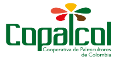 Copalcol
Cooperativa de Palmicultores
de Colombia